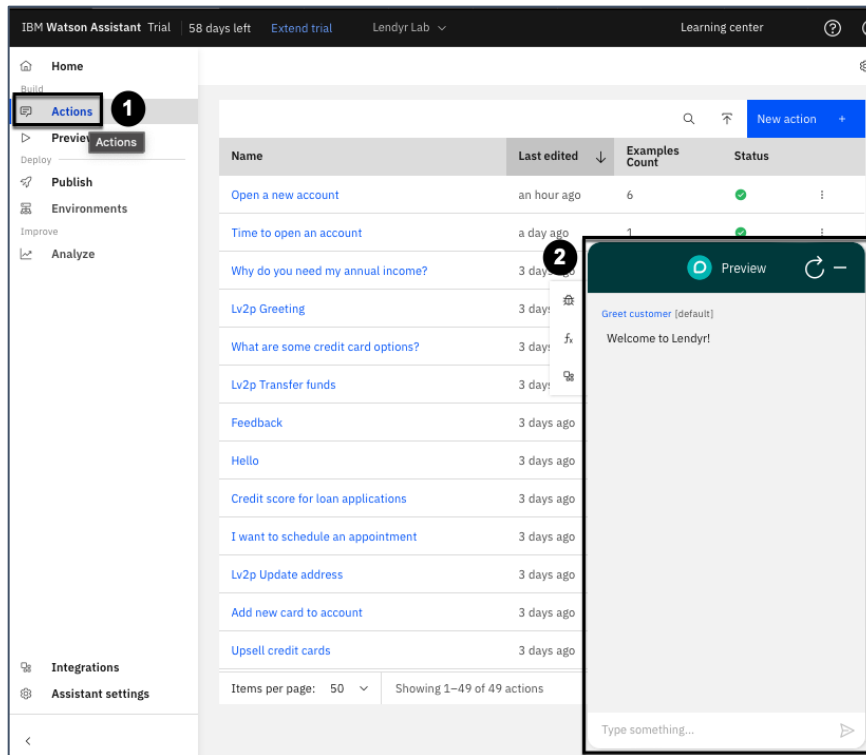 IBM Watson Assistant Trial 58 days left Extend trial Lendyr Lab Learning center
Home
Build
Actions 1
Preview Actions
Deploy
Publish
Environments
Improve
Analyze
Integrations
Assistant settings
New action +
Name Last edited Examples Count Status
Open a new account an hour ago 6
Time to open an account a day ago 1
Why do you need my annual income? 3 days ago
Lv2p Greeting 3 days
What are some credit card options? 3 days
Lv2p Transfer funds 3 days
Feedback 3 days ago
Hello 3 days ago
Credit score for loan applications 3 days ago
I want to schedule an appointment 3 days ago
Lv2p Update address 3 days ago
Add new card to account 3 days ago
Upsell credit cards 3 days ago
Items per page: 50 Showing 1–49 of 49 actions
2
Preview
fx
Greet customer [default]
Welcome to Lendyr!
Type something...